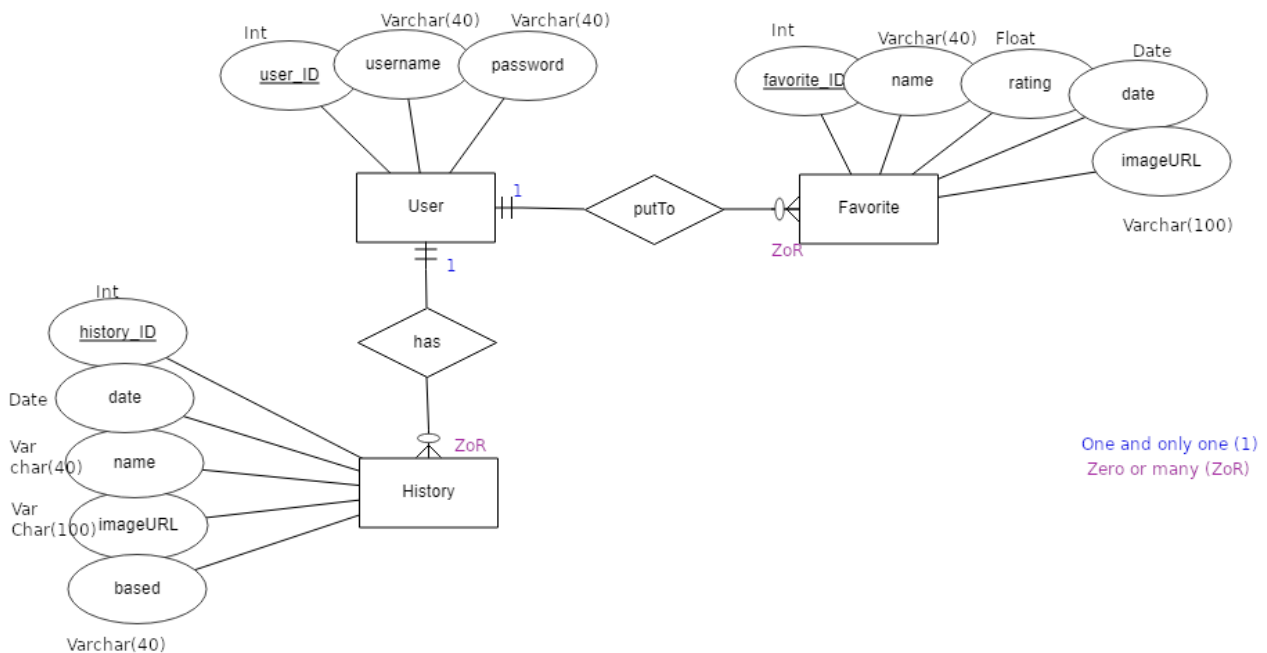 Int
Varchar(40)
Varchar(40)
user_ID
username
password
Int
Varchar(40)
Float
Date
favorite_ID
name
rating
date
imageURL
Varchar(100)
User
1
putTo
ZoR
Favorite
1
has
ZoR
Int
history_ID
Date
date
Var
char(40)
name
Var
Char(100)
imageURL
based
Varchar(40)
History
One and only one (1)
Zero or many (ZoR)